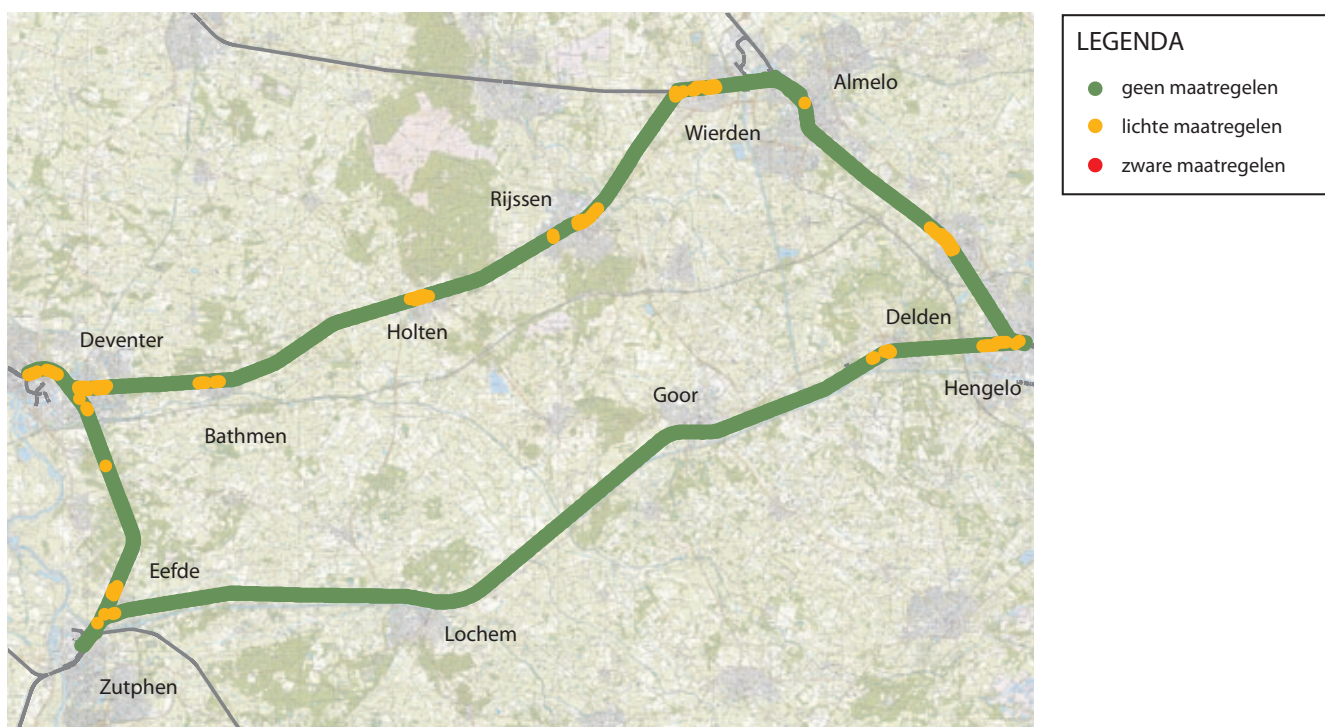 LEGENDA
geen maatregelen
lichte maatregelen
zware maatregelen
Almelo
Wierden
Rijssen
Holten
Deventer
Delden
Hengelo
Goor
Bathmen
Eefde
Lochem
Zutphen